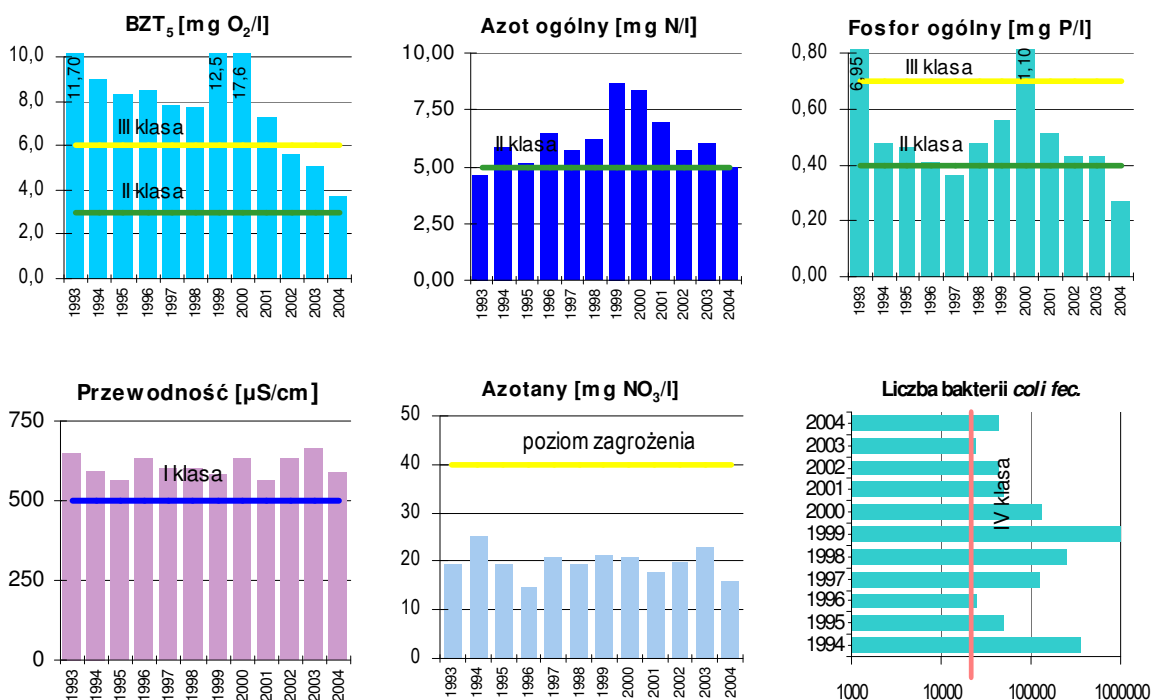 BZT5 [mg O2/l]
10,0
8,0
6,0
4,0
2,0
0,0
11,70
12,5
17,6
III klasa
II klasa
1993 1994 1995 1996 1997 1998 1999 2000 2001 2002 2003 2004
Azot ogólny [mg N/l]
10,00
7,50
5,00
2,50
0,00
II klasa
1993 1994 1995 1996 1997 1998 1999 2000 2001 2002 2003 2004
Fosfor ogólny [mg P/l]
0,80
0,60
0,40
0,20
0,00
6,95
1,10
III klasa
II klasa
1993 1994 1995 1996 1997 1998 1999 2000 2001 2002 2003 2004
Przewodność [µS/cm]
750
500
250
0
I klasa
1993 1994 1995 1996 1997 1998 1999 2000 2001 2002 2003 2004
Azotany [mg NO3/l]
50
40
30
20
10
0
poziom zagrożenia
1993 1994 1995 1996 1997 1998 1999 2000 2001 2002 2003 2004
Liczba bakterii coli fec.
2004
2003
2002
2001
2000
1999
1998
1997
1996
1995
1994
IV klasa
1000 10000 100000 1000000